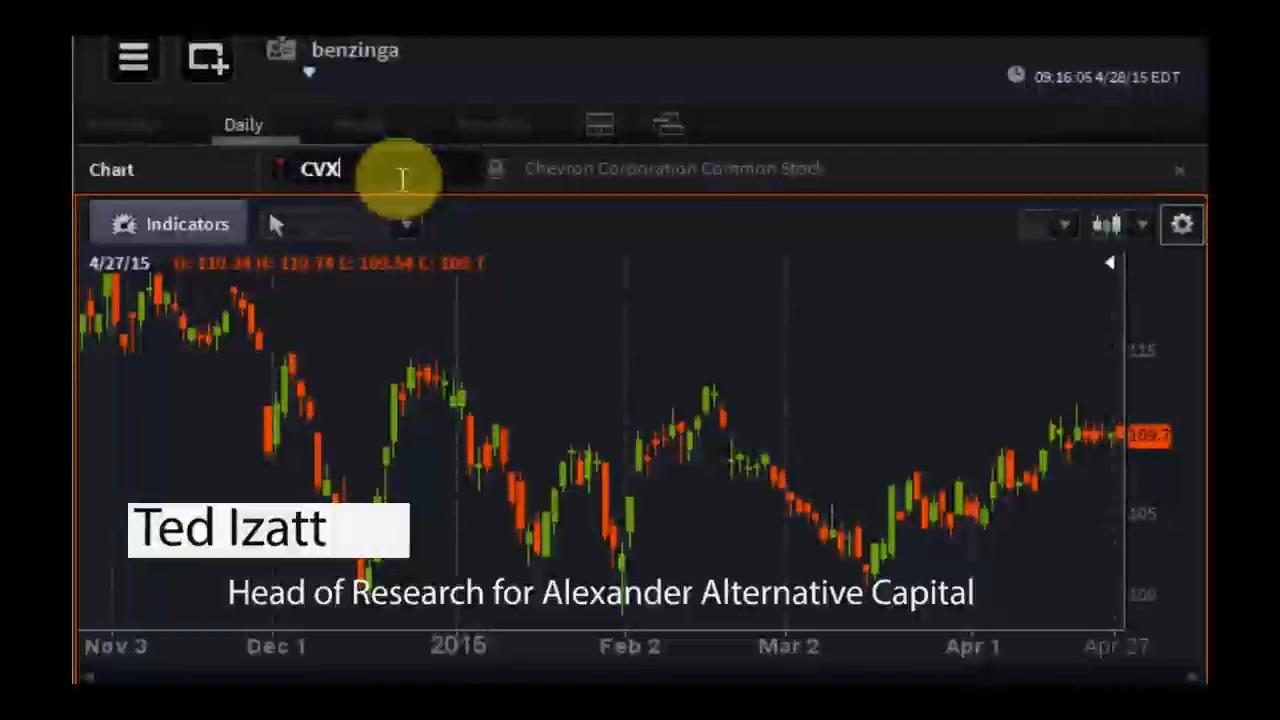 benzinga
09:16:05 4/28/15 EDT
Daily
Chart
CVX
Chevron Corporation Common Stock
Indicators
4/27/15
115
109.7
105
100
Ted Izatt
Head of Research for Alexander Alternative Capital
Nov 3 Dec 1 2015 Feb 2 Mar 2 Apr 1 Apr 27